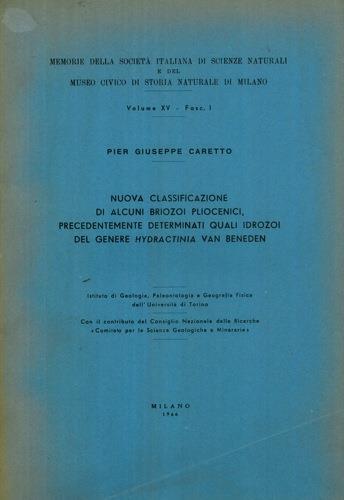 MEMORIE DELLA SOCIETÀ ITALIANA DI SCIENZE NATURALI
E DEL
MUSEO CIVICO DI STORIA NATURALE DI MILANO
Volume XV - Fasc. I
PIER GIUSEPPE CARETTO
NUOVA CLASSIFICAZIONE
DI ALCUNI BRIOZOI PLIOCENICI,
PRECEDENTEMENTE DETERMINATI QUALI IDROZOI
DEL GENERE HYDRACTINIA VAN BENEDEN
Istituto di Geologia, Paleontologia e Geografia Fisica
dell'Università di Torino
Con il contributo del Consiglio Nazionale delle Ricerche
«Comitato per le Scienze Geologiche e Minerarie»
MILANO
1966